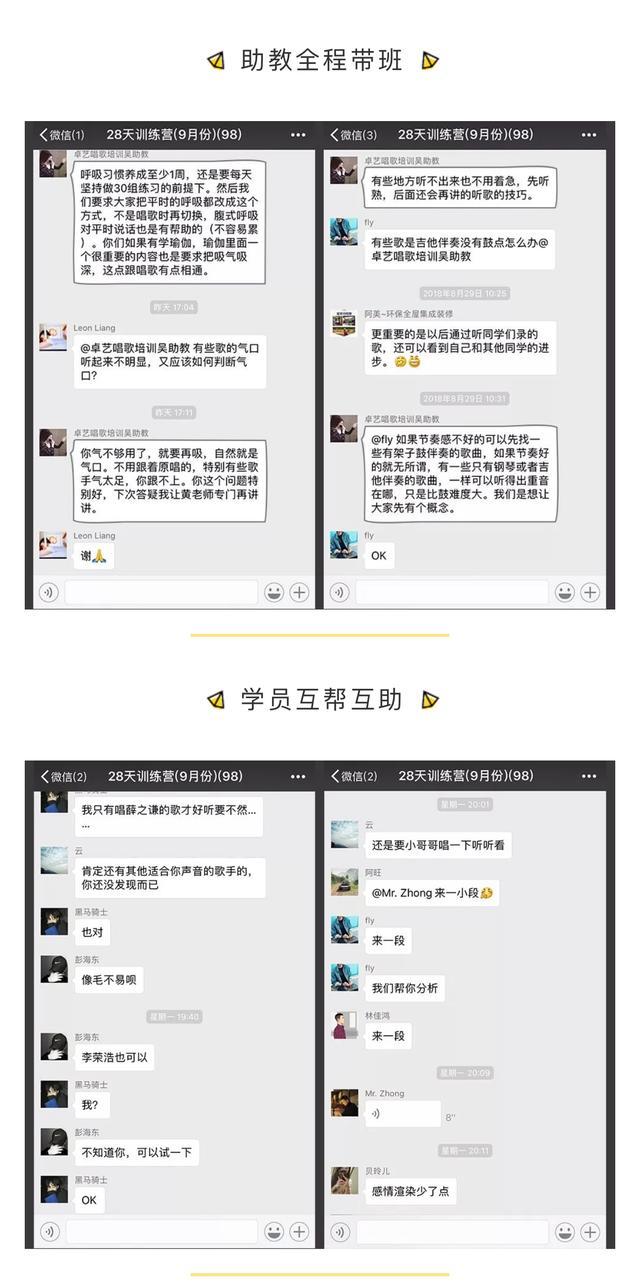 助教全程带班
微信(1)
28天训练营(9月份)(98)
卓艺唱歌培训吴助教
呼吸习惯养成至少1周，还是要每天
坚持做30组练习的前提下。然后我
们要求大家把平时的呼吸都改成这个
方式，不是唱歌时再切换，腹式呼吸
对平时说话也是有帮助的（不容易累
）。你们如果有学瑜伽，瑜伽里面一
个很重要的内容也是要求把吸气吸
深，这点跟唱歌有点相通。
昨天 17:04
Leon Liang
@卓艺唱歌培训吴助教 有些歌的气口
听起来不明显，又应该如何判断气
口?
昨天 17:11
卓艺唱歌培训吴助教
你气不够用了，就要再吸，自然就是
气口。不用跟着原唱的，特别有些歌
手气太足，你跟不上。你这个问题特
别好，下次答疑我让黄老师专门再讲
讲。
Leon Liang
谢🙏
微信(3)
28天训练营(9月份)(98)
卓艺唱歌培训吴助教
有些地方听不出来也不用着急，先听
熟，后面还会再讲的听歌的技巧。
fly
有些歌是吉他伴奏没有鼓点怎么办@
卓艺唱歌培训吴助教
2018年8月29日 10:25
阿美~环保全屋集成装修
更重要的是以后通过听同学们录的
歌，还可以看到自己和其他同学的进
步。🤣😆
2018年8月29日 10:31
卓艺唱歌培训吴助教
@fly 如果节奏感不好的可以先找一
些有架子鼓伴奏的歌曲，如果节奏好
的就无所谓，有一些只有钢琴或者吉
他伴奏的歌曲，一样可以听得出重音
在哪，只是比鼓难度大。我们是想让
大家先有个概念。
fly
OK
学员互帮互助
微信(2)
28天训练营(9月份)(98)
我只有唱薛之谦的歌才好听要不然...
...
云
肯定还有其他适合你声音的歌手的，
你还没发现而已
黑马骑士
也对
彭海东
像毛不易呗
星期一 19:40
彭海东
李荣浩也可以
黑马骑士
我?
彭海东
不知道你，可以试一下
黑马骑士
OK
微信(2)
28天训练营(9月份)(98)
星期一 20:01
云
还是要小哥哥唱一下听听看
阿旺
@Mr. Zhong 来一小段
fly
来一段
fly
我们帮你分析
林佳鸿
来一段
星期一 20:09
Mr. Zhong
8''
星期一 20:11
贝玲儿
感情渲染少了点